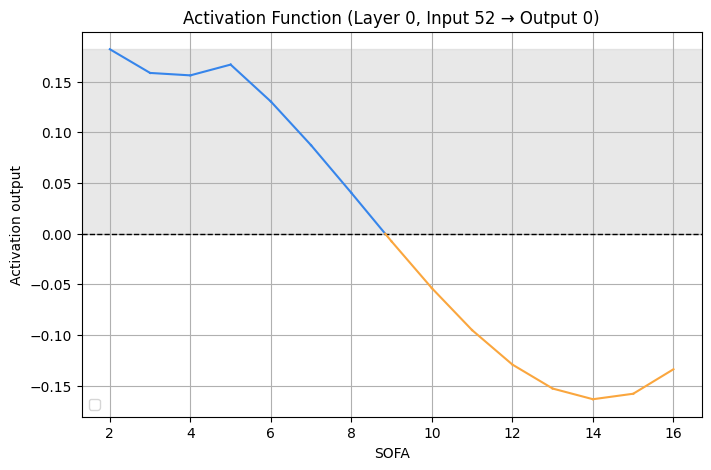 Activation Function (Layer 0, Input 52 → Output 0)
Activation output
0.15
0.10
0.05
0.00
−0.05
−0.10
−0.15
2 4 6 8 10 12 14 16
SOFA